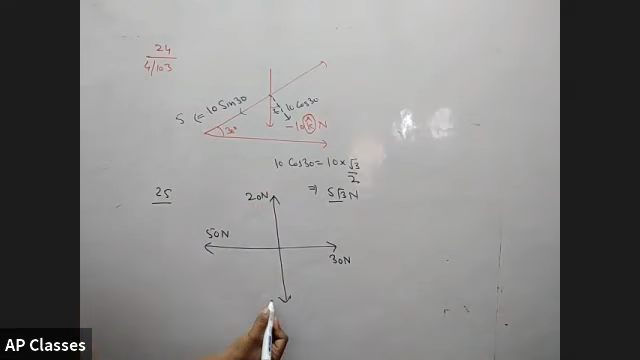 24
4/103
5 ⇐ 10 Sin30
30° 10 Cos30
30°
-10 k̂ N
10 Cos30 = 10 × √3/2
⇒ 5√3 N
25
20N
50N
30N
AP Classes